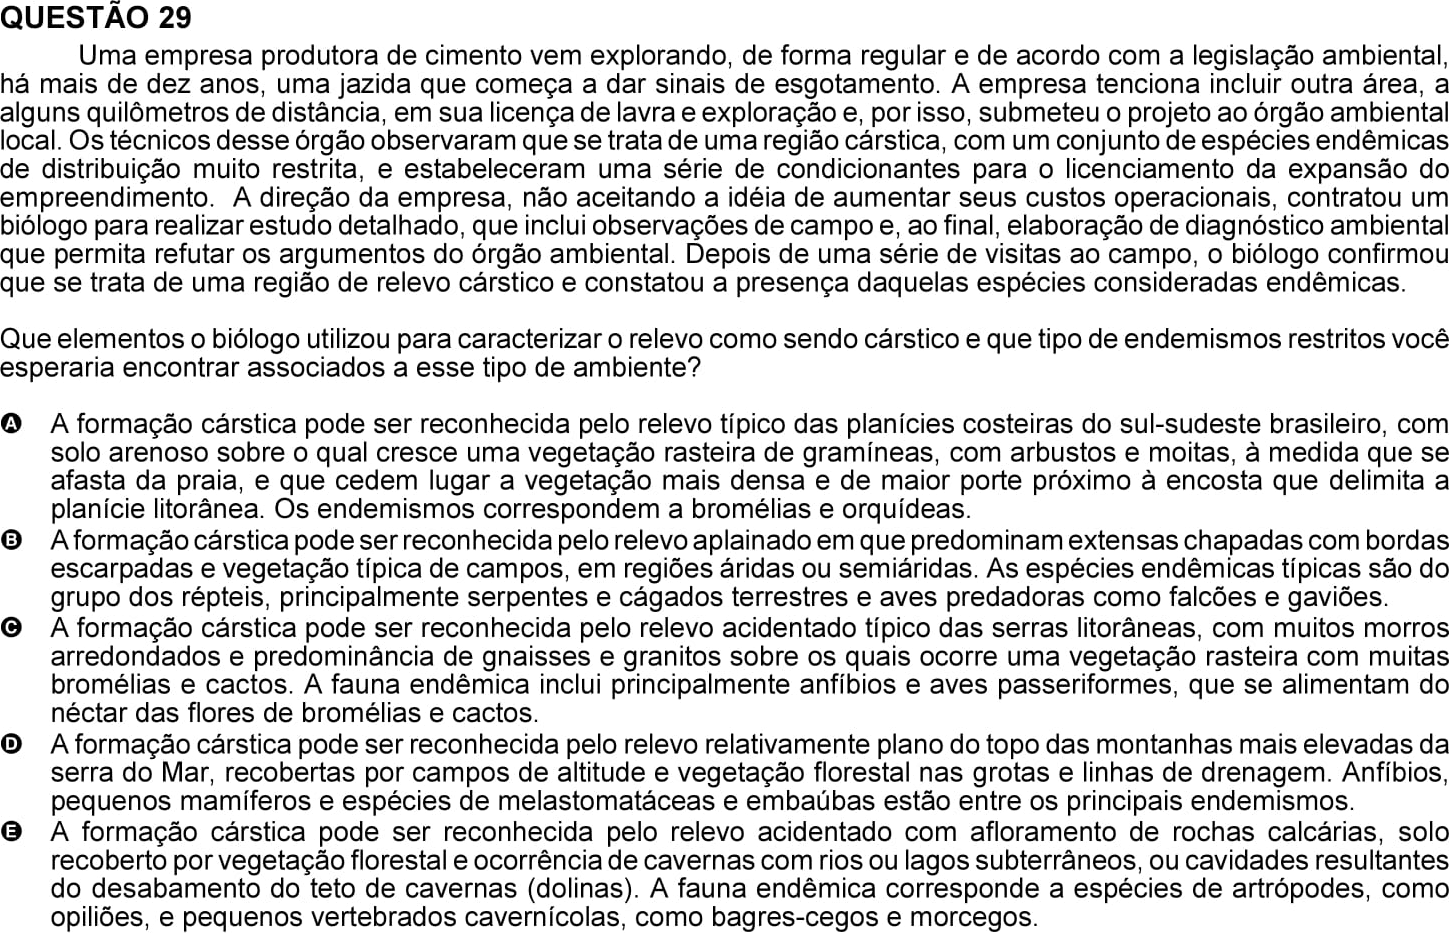 QUESTÃO 29
Uma empresa produtora de cimento vem explorando, de forma regular e de acordo com a legislação ambiental,
há mais de dez anos, uma jazida que começa a dar sinais de esgotamento. A empresa tenciona incluir outra área, a
alguns quilômetros de distância, em sua licença de lavra e exploração e, por isso, submeteu o projeto ao órgão ambiental
local. Os técnicos desse órgão observaram que se trata de uma região cárstica, com um conjunto de espécies endêmicas
de distribuição muito restrita, e estabeleceram uma série de condicionantes para o licenciamento da expansão do
empreendimento. A direção da empresa, não aceitando a idéia de aumentar seus custos operacionais, contratou um
biólogo para realizar estudo detalhado, que inclui observações de campo e, ao final, elaboração de diagnóstico ambiental
que permita refutar os argumentos do órgão ambiental. Depois de uma série de visitas ao campo, o biólogo confirmou
que se trata de uma região de relevo cárstico e constatou a presença daquelas espécies consideradas endêmicas.
Que elementos o biólogo utilizou para caracterizar o relevo como sendo cárstico e que tipo de endemismos restritos você
esperaria encontrar associados a esse tipo de ambiente?
A A formação cárstica pode ser reconhecida pelo relevo típico das planícies costeiras do sul-sudeste brasileiro, com
solo arenoso sobre o qual cresce uma vegetação rasteira de gramíneas, com arbustos e moitas, à medida que se
afasta da praia, e que cedem lugar a vegetação mais densa e de maior porte próximo à encosta que delimita a
planície litorânea. Os endemismos correspondem a bromélias e orquídeas.
B A formação cárstica pode ser reconhecida pelo relevo aplainado em que predominam extensas chapadas com bordas
escarpadas e vegetação típica de campos, em regiões áridas ou semiáridas. As espécies endêmicas típicas são do
grupo dos répteis, principalmente serpentes e cágados terrestres e aves predadoras como falcões e gaviões.
C A formação cárstica pode ser reconhecida pelo relevo acidentado típico das serras litorâneas, com muitos morros
arredondados e predominância de gnaisses e granitos sobre os quais ocorre uma vegetação rasteira com muitas
bromélias e cactos. A fauna endêmica inclui principalmente anfíbios e aves passeriformes, que se alimentam do
néctar das flores de bromélias e cactos.
D A formação cárstica pode ser reconhecida pelo relevo relativamente plano do topo das montanhas mais elevadas da
serra do Mar, recobertas por campos de altitude e vegetação florestal nas grotas e linhas de drenagem. Anfíbios,
pequenos mamíferos e espécies de melastomatáceas e embaúbas estão entre os principais endemismos.
E A formação cárstica pode ser reconhecida pelo relevo acidentado com afloramento de rochas calcárias, solo
recoberto por vegetação florestal e ocorrência de cavernas com rios ou lagos subterrâneos, ou cavidades resultantes
do desabamento do teto de cavernas (dolinas). A fauna endêmica corresponde a espécies de artrópodes, como
opiliões, e pequenos vertebrados cavernícolas, como bagres-cegos e morcegos.